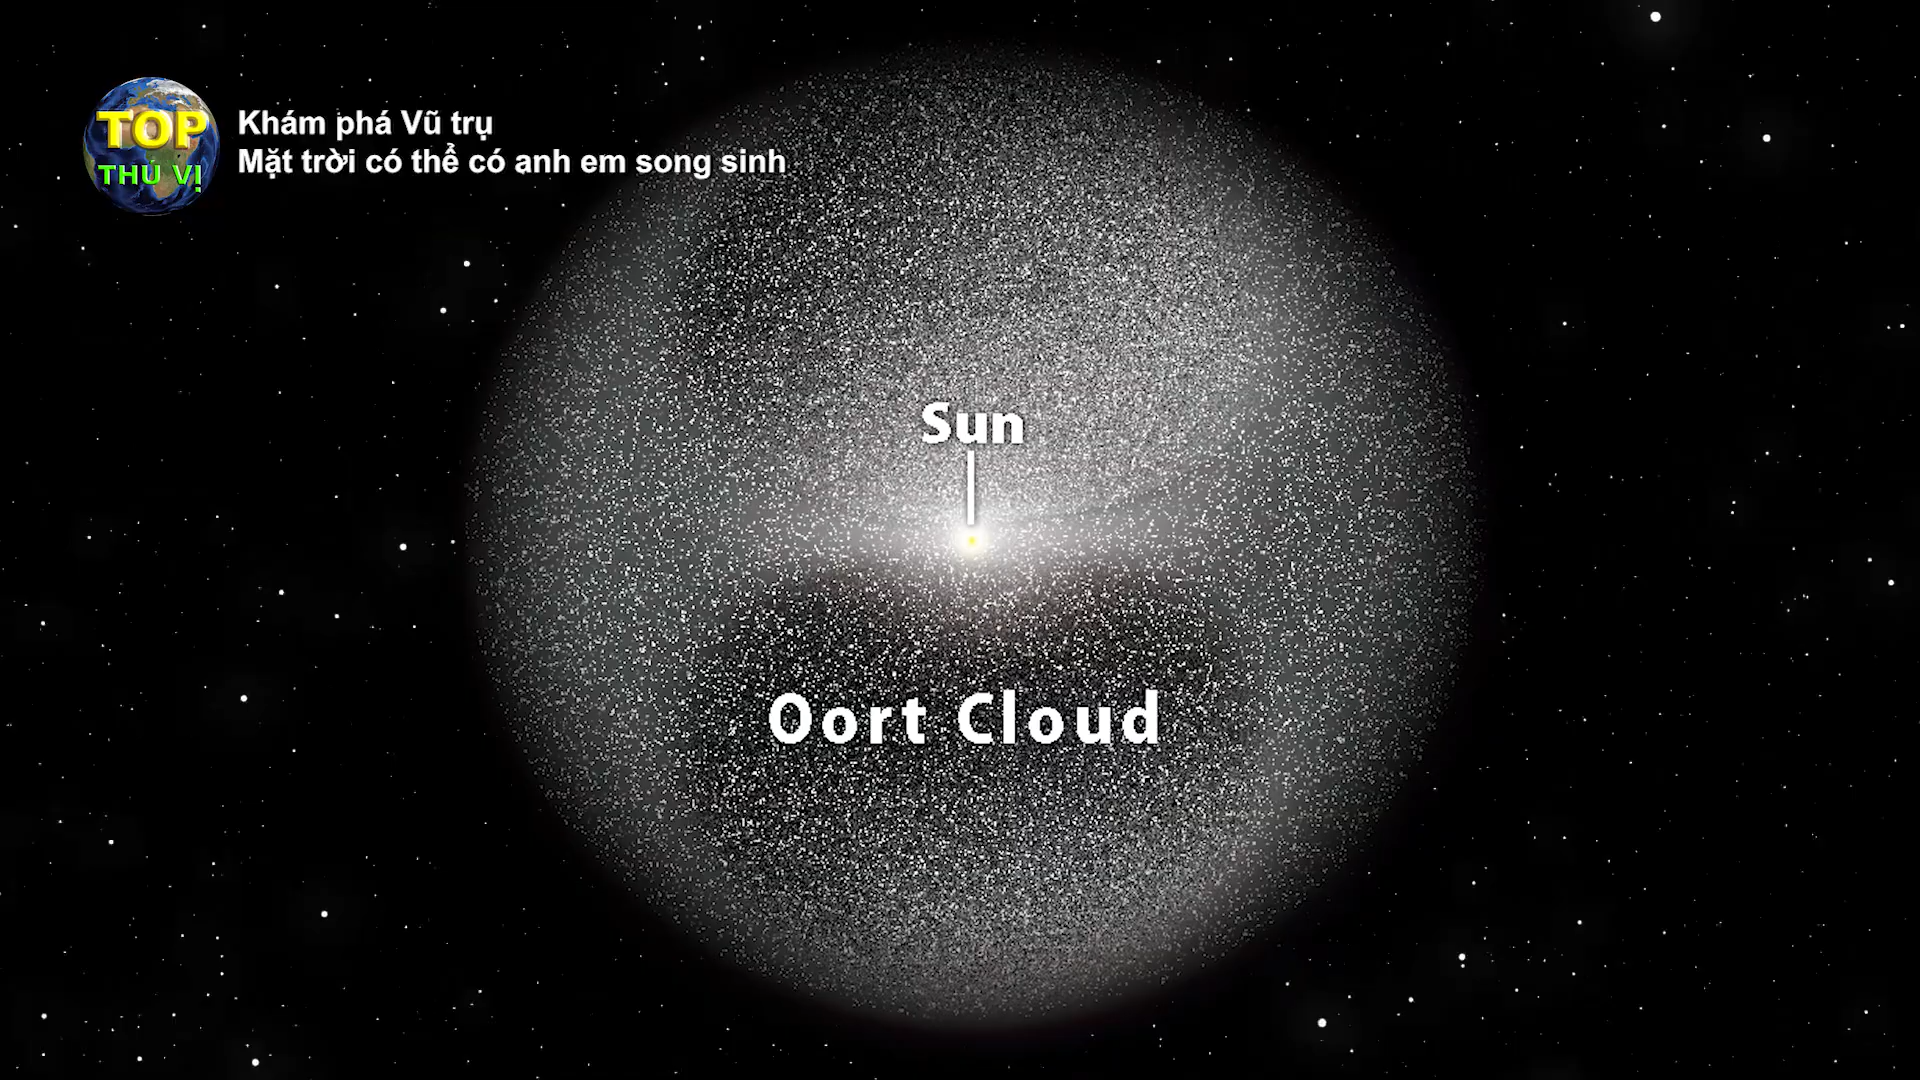 TOP
THÚ VỊ
Khám phá Vũ trụ
Mặt trời có thể có anh em song sinh
Sun
Oort Cloud